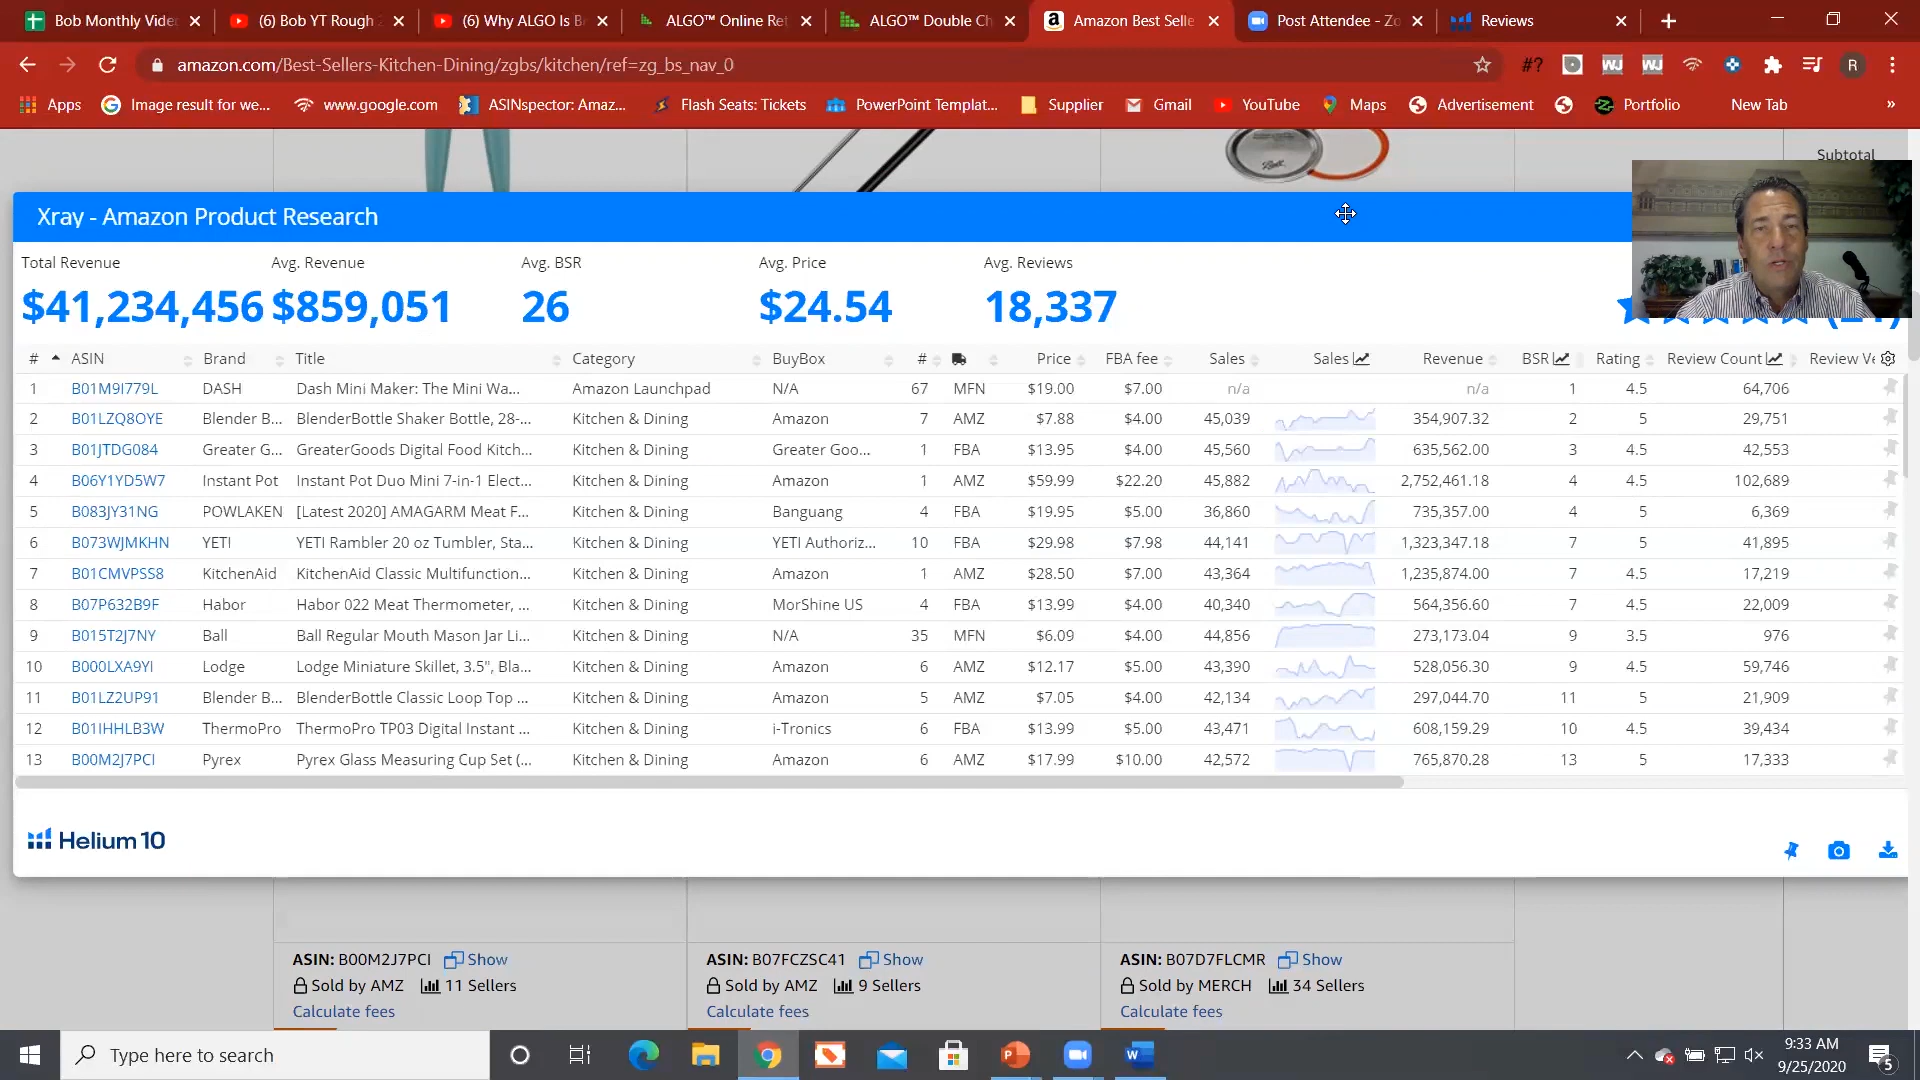 Bob Monthly Vide
(6) Bob YT Rough
(6) Why ALGO Is B
ALGO™ Online Ret
ALGO™ Double Ch
Amazon Best Selle
Post Attendee - Zo
Reviews
amazon.com/Best-Sellers-Kitchen-Dining/zgbs/kitchen/ref=zg_bs_nav_0
#?
R
Apps
Image result for we...
www.google.com
ASINspector: Amaz...
Flash Seats: Tickets
PowerPoint Templat...
Supplier
Gmail
YouTube
Maps
Advertisement
Portfolio
New Tab
»
Subtotal
Xray - Amazon Product Research
Total Revenue Avg. Revenue Avg. BSR Avg. Price Avg. Reviews
$41,234,456 $859,051 26 $24.54 18,337
# ASIN Brand Title Category BuyBox # Price FBA fee Sales Sales Revenue BSR Rating Review Count Review Ve
1 B01M9I779L DASH Dash Mini Maker: The Mini Wa... Amazon Launchpad N/A 67 MFN $19.00 $7.00 n/a n/a 1 4.5 64,706
2 B01LZQ8OYE Blender B... BlenderBottle Shaker Bottle, 28-... Kitchen & Dining Amazon 7 AMZ $7.88 $4.00 45,039 354,907.32 2 5 29,751
3 B01JTDG084 Greater G... GreaterGoods Digital Food Kitch... Kitchen & Dining Greater Goo... 1 FBA $13.95 $4.00 45,560 635,562.00 3 4.5 42,553
4 B06Y1YD5W7 Instant Pot Instant Pot Duo Mini 7-in-1 Elect... Kitchen & Dining Amazon 1 AMZ $59.99 $22.20 45,882 2,752,461.18 4 4.5 102,689
5 B083JY31NG POWLAKEN [Latest 2020] AMAGARM Meat F... Kitchen & Dining Banguang 4 FBA $19.95 $5.00 36,860 735,357.00 4 5 6,369
6 B073WJMKHN YETI YETI Rambler 20 oz Tumbler, Sta... Kitchen & Dining YETI Authoriz... 10 FBA $29.98 $7.98 44,141 1,323,347.18 7 5 41,895
7 B01CMVPSS8 KitchenAid KitchenAid Classic Multifunction... Kitchen & Dining Amazon 1 AMZ $28.50 $7.00 43,364 1,235,874.00 7 4.5 17,219
8 B07P632B9F Habor Habor 022 Meat Thermometer, ... Kitchen & Dining MorShine US 4 FBA $13.99 $4.00 40,340 564,356.60 7 4.5 22,009
9 B015T2J7NY Ball Ball Regular Mouth Mason Jar Li... Kitchen & Dining N/A 35 MFN $6.09 $4.00 44,856 273,173.04 9 3.5 976
10 B000LXA9YI Lodge Lodge Miniature Skillet, 3.5", Bla... Kitchen & Dining Amazon 6 AMZ $12.17 $5.00 43,390 528,056.30 9 4.5 59,746
11 B01LZ2UP91 Blender B... BlenderBottle Classic Loop Top ... Kitchen & Dining Amazon 5 AMZ $7.05 $4.00 42,134 297,044.70 11 5 21,909
12 B01IHHLB3W ThermoPro ThermoPro TP03 Digital Instant ... Kitchen & Dining i-Tronics 6 FBA $13.99 $5.00 43,471 608,159.29 10 4.5 39,434
13 B00M2J7PCI Pyrex Pyrex Glass Measuring Cup Set (... Kitchen & Dining Amazon 6 AMZ $17.99 $10.00 42,572 765,870.28 13 5 17,333
Helium 10
ASIN: B00M2J7PCI Show
Sold by AMZ 11 Sellers
Calculate fees
ASIN: B07FCZSC41 Show
Sold by AMZ 9 Sellers
Calculate fees
ASIN: B07D7FLCMR Show
Sold by MERCH 34 Sellers
Calculate fees
Type here to search
9:33 AM
9/25/2020
5